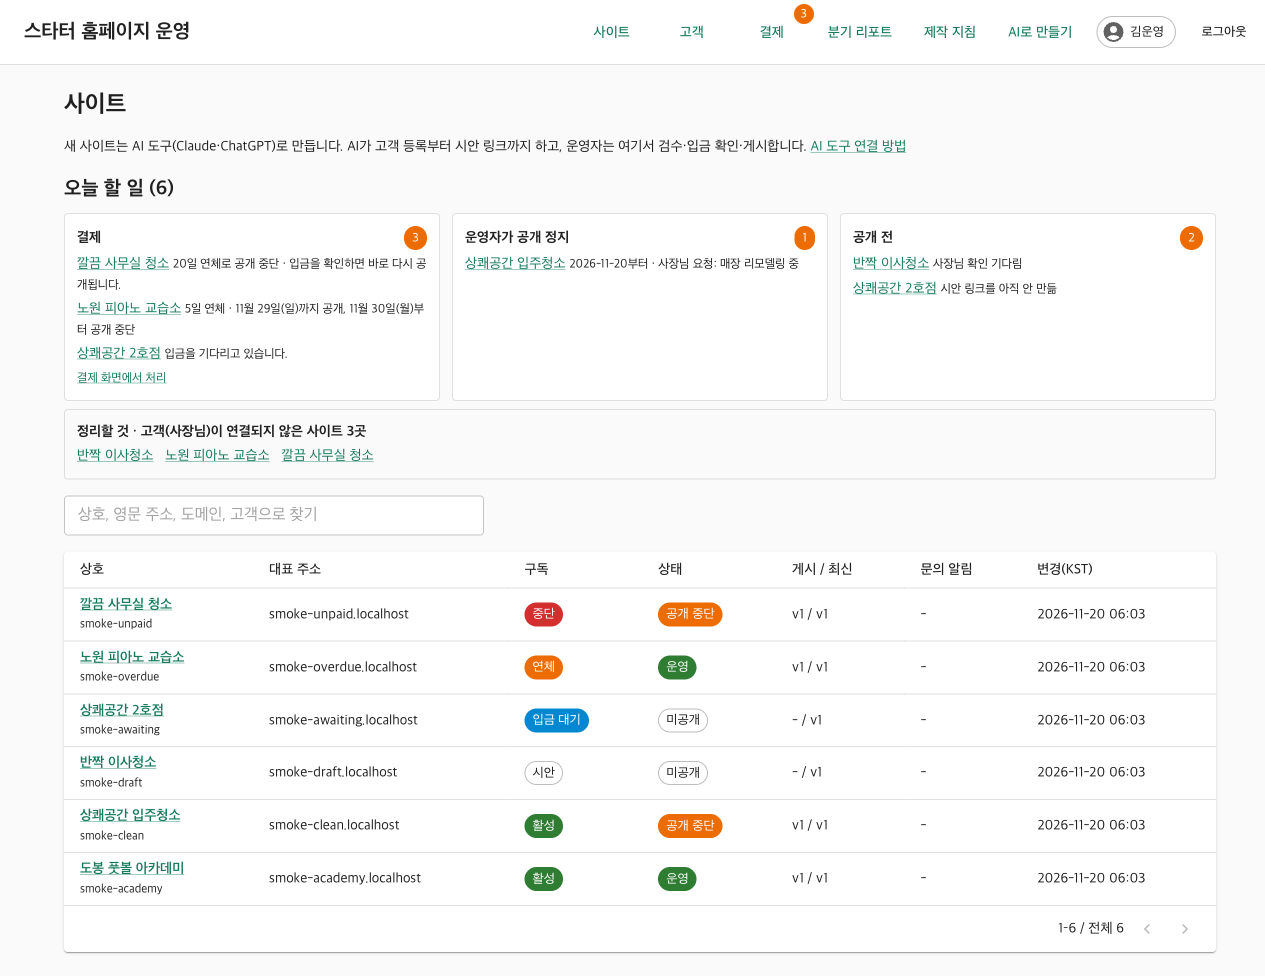 스타터 홈페이지 운영
사이트 고객 결제 3 분기 리포트 제작 지침 AI로 만들기 김운영 로그아웃
사이트
새 사이트는 AI 도구(Claude·ChatGPT)로 만듭니다. AI가 고객 등록부터 시안 링크까지 하고, 운영자는 여기서 검수·입금 확인·게시합니다. AI 도구 연결 방법
오늘 할 일 (6)
결제 3
깔끔 사무실 청소 20일 연체로 공개 중단 · 입금을 확인하면 바로 다시 공
개됩니다.
노원 피아노 교습소 5일 연체 · 11월 29일(일)까지 공개, 11월 30일(월)부
터 공개 중단
상쾌공간 2호점 입금을 기다리고 있습니다.
결제 화면에서 처리
운영자가 공개 정지 1
상쾌공간 입주청소 2026-11-20부터 · 사장님 요청: 매장 리모델링 중
공개 전 2
반짝 이사청소 사장님 확인 기다림
상쾌공간 2호점 시안 링크를 아직 안 만듦
정리할 것 · 고객(사장님)이 연결되지 않은 사이트 3곳
반짝 이사청소 노원 피아노 교습소 깔끔 사무실 청소
상호, 영문 주소, 도메인, 고객으로 찾기
상호 대표 주소 구독 상태 게시 / 최신 문의 알림 변경(KST)
깔끔 사무실 청소
smoke-unpaid
smoke-unpaid.localhost 중단 공개 중단 v1 / v1 - 2026-11-20 06:03
노원 피아노 교습소
smoke-overdue
smoke-overdue.localhost 연체 운영 v1 / v1 - 2026-11-20 06:03
상쾌공간 2호점
smoke-awaiting
smoke-awaiting.localhost 입금 대기 미공개 - / v1 - 2026-11-20 06:03
반짝 이사청소
smoke-draft
smoke-draft.localhost 시안 미공개 - / v1 - 2026-11-20 06:03
상쾌공간 입주청소
smoke-clean
smoke-clean.localhost 활성 공개 중단 v1 / v1 - 2026-11-20 06:03
도봉 풋볼 아카데미
smoke-academy
smoke-academy.localhost 활성 운영 v1 / v1 - 2026-11-20 06:03
1-6 / 전체 6